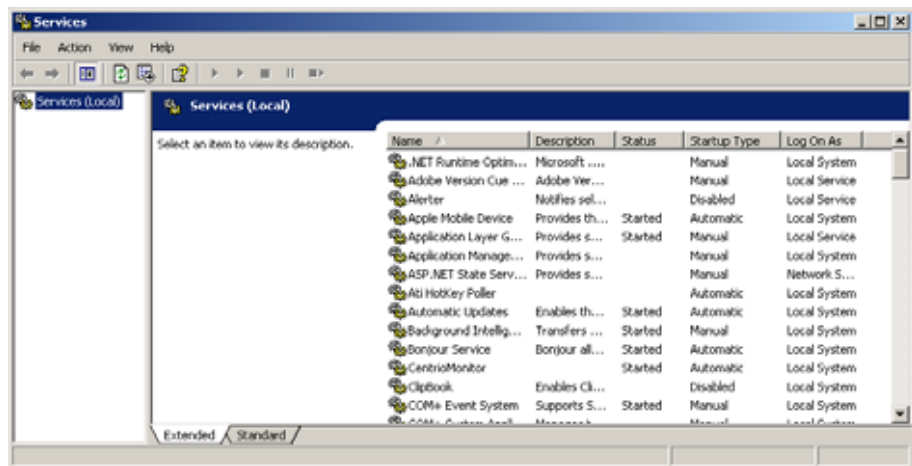 Services
File Action View Help
Services (Local)
Services (Local)
Select an item to view its description.
Name Description Status Startup Type Log On As
.NET Runtime Optim... Microsoft .... Manual Local System
Adobe Version Cue ... Adobe Ver... Manual Local Service
Alerter Notifies sel... Disabled Local Service
Apple Mobile Device Provides th... Started Automatic Local System
Application Layer G... Provides s... Started Manual Local Service
Application Manage... Provides s... Manual Local System
ASP.NET State Serv... Provides s... Manual Network S...
Ati HotKey Poller Automatic Local System
Automatic Updates Enables th... Started Automatic Local System
Background Intellig... Transfers ... Started Manual Local System
Bonjour Service Bonjour all... Started Automatic Local System
CentrioMonitor Started Automatic Local System
ClipBook Enables Cli... Disabled Local System
COM+ Event System Supports S... Started Manual Local System
Extended Standard